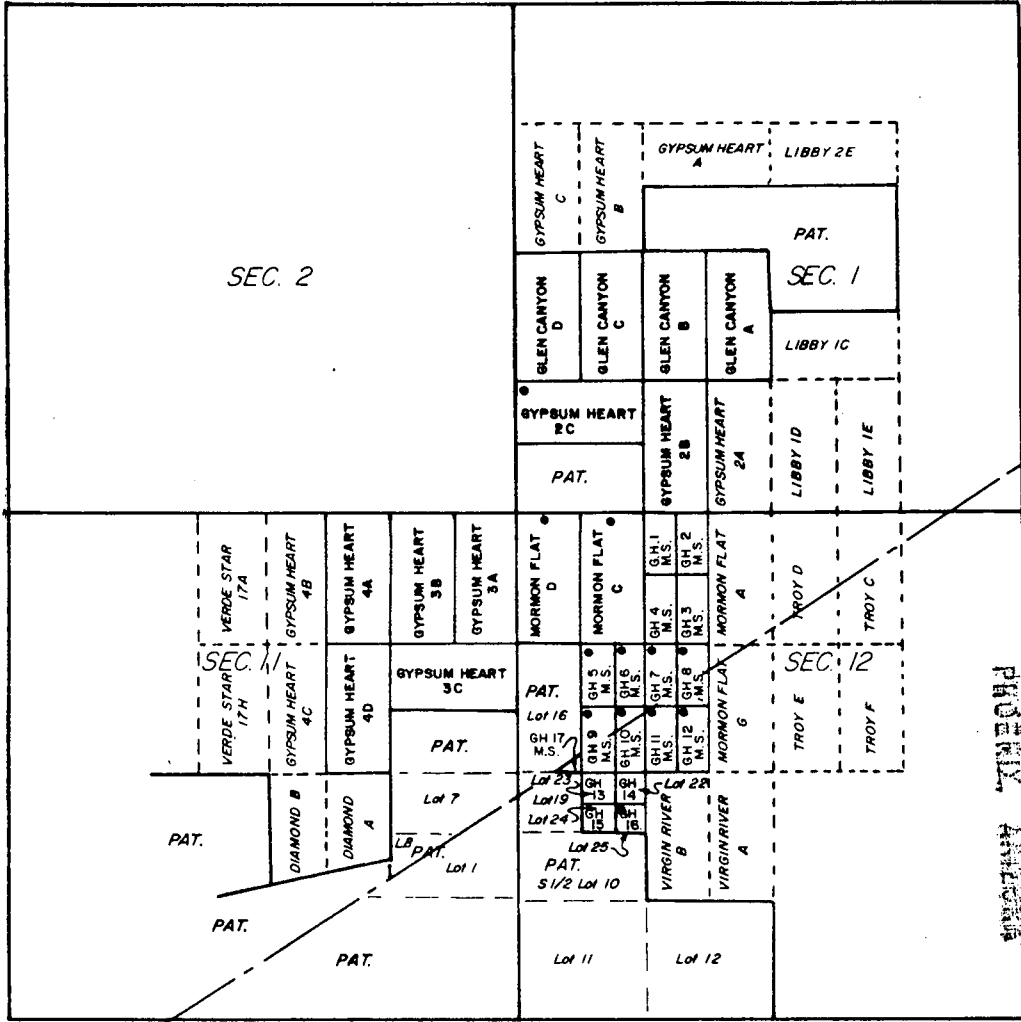 GYPSUM HEART
C
GYPSUM HEART
B
GYPSUM HEART
A
LIBBY 2E
PAT.
SEC. 2
SEC. 1
GLEN CANYON
D
GLEN CANYON
C
GLEN CANYON
B
GLEN CANYON
A
LIBBY 1C
GYPSUM HEART
2C
GYPSUM HEART
2B
GYPSUM HEART
2A
LIBBY 1D
LIBBY 1E
PAT.
VERDE STAR
17A
GYPSUM HEART
4B
GYPSUM HEART
4A
GYPSUM HEART
3B
GYPSUM HEART
3A
MORMON FLAT
D
MORMON FLAT
C
G.H. 1
M.S.
GH 2
M.S.
GH 4
M.S.
GH 3
M.S.
MORMON FLAT
A
TROY D
TROY C
SEC. 11
SEC. 12
VERDE STAR
17H
GYPSUM HEART
4C
GYPSUM HEART
4D
GYPSUM HEART
3C
PAT.
PAT.
Lot 16
GH 17
M.S.
GH 5
M.S.
GH 6
M.S.
GH 7
M.S.
GH 8
M.S.
GH 9
M.S.
GH 10
M.S.
GH 11
M.S.
GH 12
M.S.
MORMON FLAT
G
TROY E
TROY F
PAT.
DIAMOND B
DIAMOND
A
Lot 7
Lot 23
Lot 19
Lot 24
GH
13
GH
14
Lot 22
GH
15
GH
16
Lot 25
L8
PAT.
Lot 1
PAT.
S 1/2 Lot 10
VIRGIN RIVER
B
VIRGIN RIVER
A
PAT.
PAT.
Lot 11
Lot 12
PHOENIX, ARIZONA